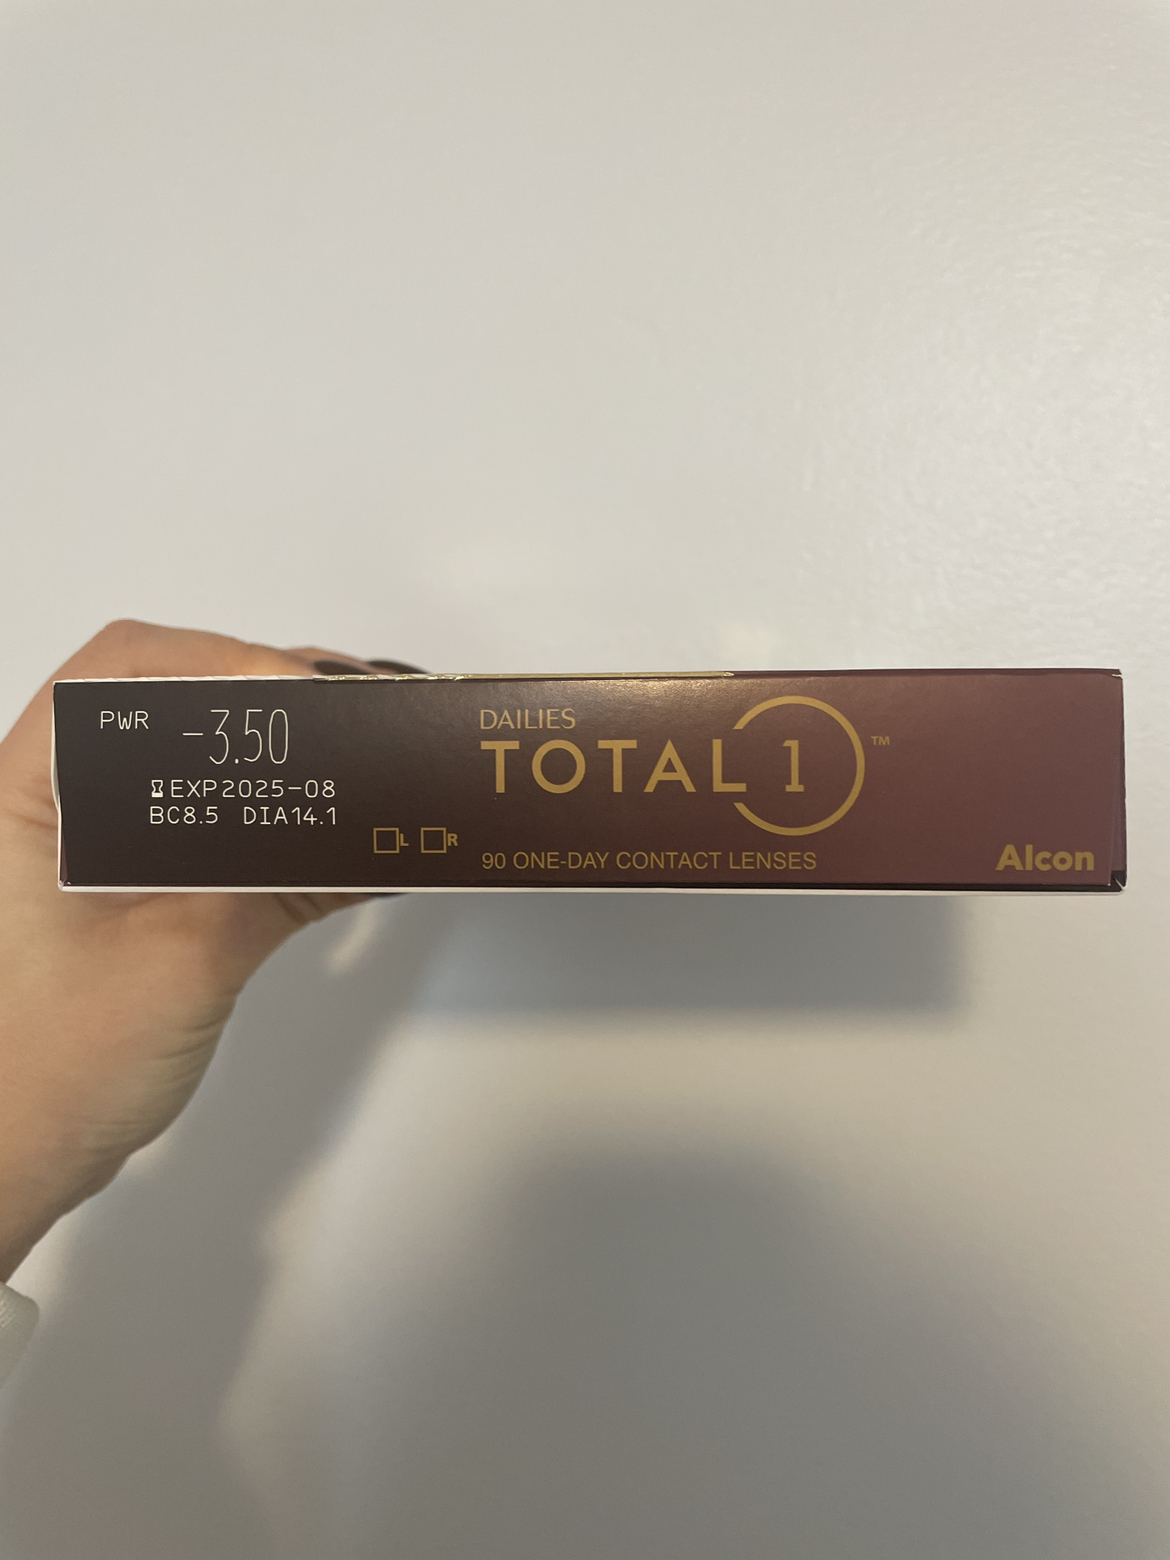 PWR -3.50
EXP2025-08
BC8.5 DIA14.1
L R
DAILIES
TOTAL 1 ™
90 ONE-DAY CONTACT LENSES
Alcon